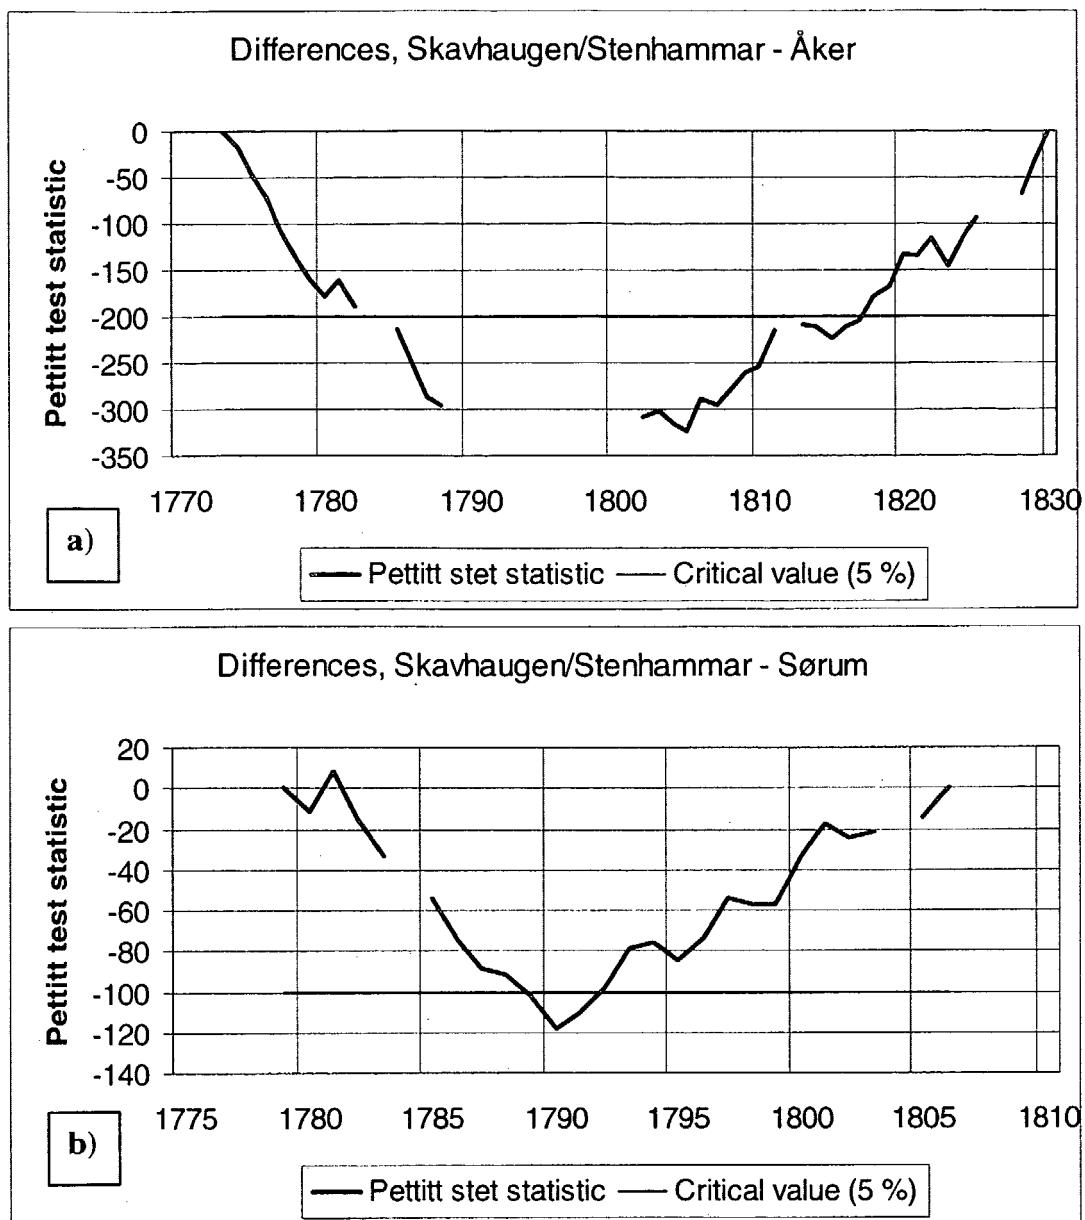 Differences, Skavhaugen/Stenhammar - Åker
Pettitt test statistic
0
-50
-100
-150
-200
-250
-300
-350
1770 1780 1790 1800 1810 1820 1830
a)
Pettitt stet statistic Critical value (5 %)
Differences, Skavhaugen/Stenhammar - Sørum
Pettitt test statistic
20
0
-20
-40
-60
-80
-100
-120
-140
1775 1780 1785 1790 1795 1800 1805 1810
b)
Pettitt stet statistic Critical value (5 %)